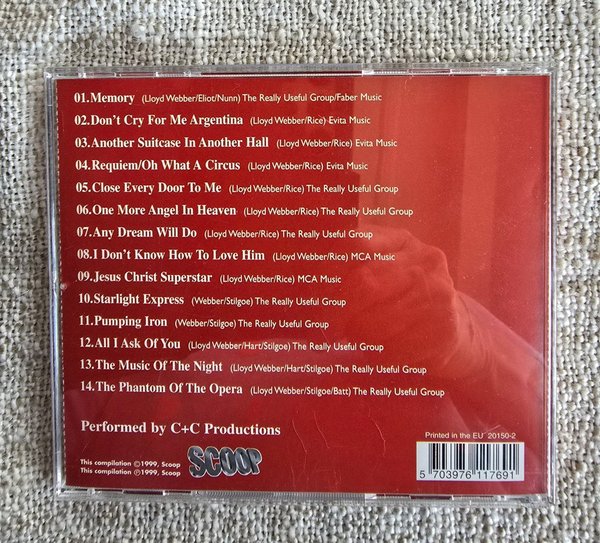 01.Memory (Lloyd Webber/Eliot/Nunn) The Really Useful Group/Faber Music
02.Don't Cry For Me Argentina (Lloyd Webber/Rice) Evita Music
03.Another Suitcase In Another Hall (Lloyd Webber/Rice) Evita Music
04.Requiem/Oh What A Circus (Lloyd Webber/Rice) Evita Music
05.Close Every Door To Me (Lloyd Webber/Rice) The Really Useful Group
06.One More Angel In Heaven (Lloyd Webber/Rice) The Really Useful Group
07.Any Dream Will Do (Lloyd Webber/Rice) The Really Useful Group
08.I Don't Know How To Love Him (Lloyd Webber/Rice) MCA Music
09.Jesus Christ Superstar (Lloyd Webber/Rice) MCA Music
10.Starlight Express (Webber/Stilgoe) The Really Useful Group
11.Pumping Iron (Webber/Stilgoe) The Really Useful Group
12.All I Ask Of You (Lloyd Webber/Hart/Stilgoe) The Really Useful Group
13.The Music Of The Night (Lloyd Webber/Hart/Stilgoe) The Really Useful Group
14.The Phantom Of The Opera (Lloyd Webber/Stilgoe/Batt) The Really Useful Group
Performed by C+C Productions
Printed in the EU 20150-2
This compilation ©1999, Scoop
This compilation ℗1999, Scoop
SCOOP
5 703976 117691